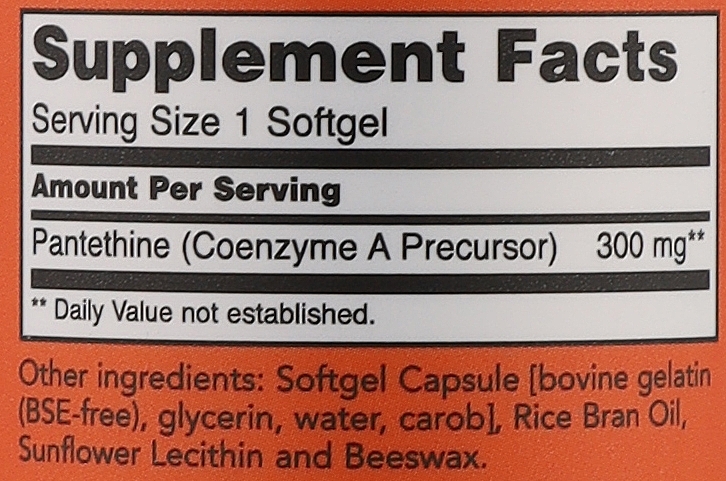 Supplement Facts
Serving Size 1 Softgel
Amount Per Serving
Pantethine (Coenzyme A Precursor) 300 mg**
** Daily Value not established.
Other ingredients: Softgel Capsule [bovine gelatin
(BSE-free), glycerin, water, carob], Rice Bran Oil,
Sunflower Lecithin and Beeswax.